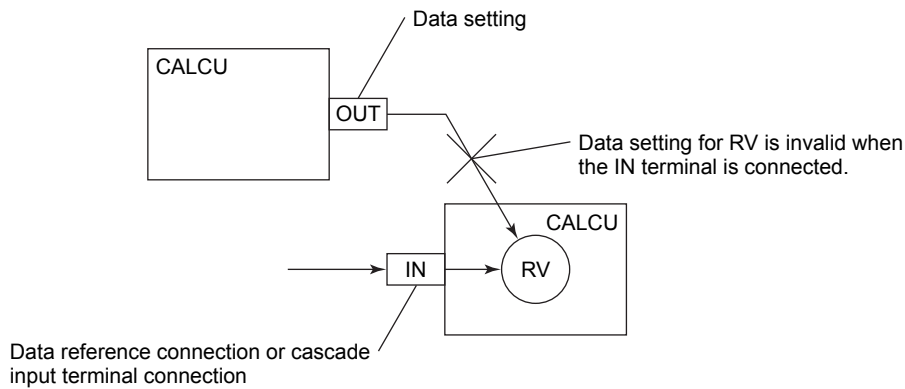 Data setting
CALCU
OUT
Data setting for RV is invalid when
the IN terminal is connected.
CALCU
IN
RV
Data reference connection or cascade
input terminal connection